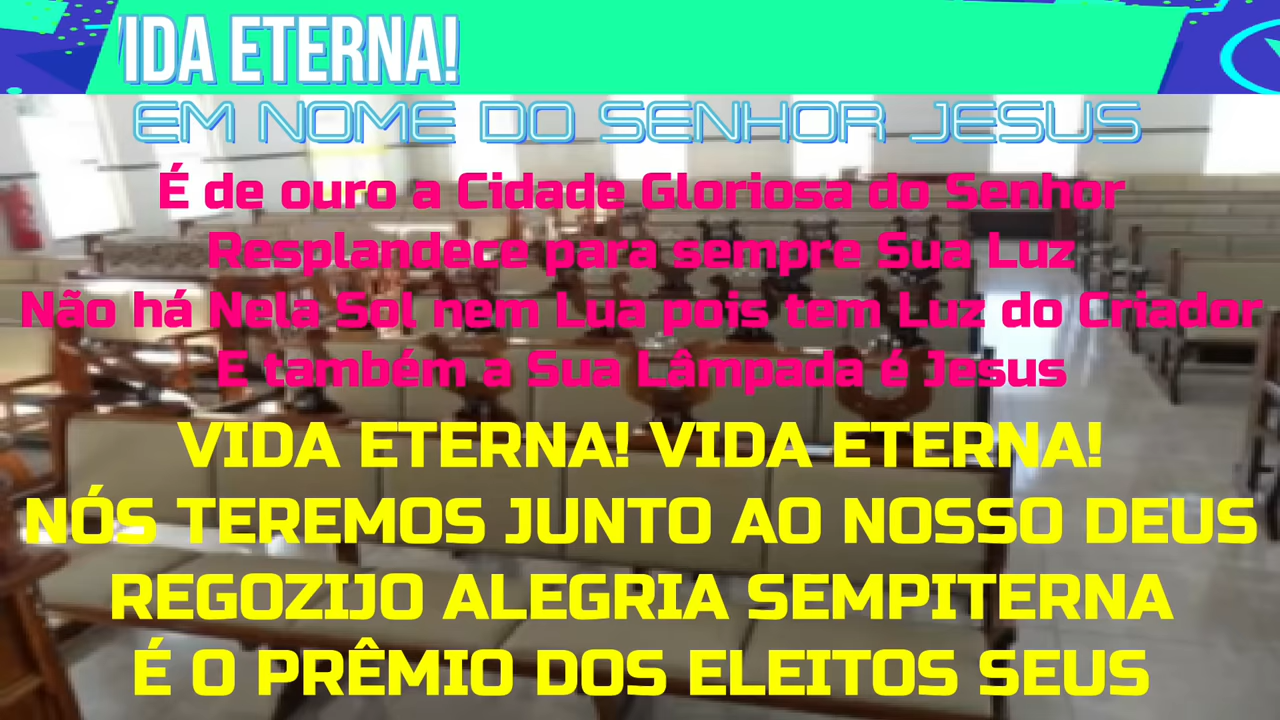 VIDA ETERNA!
EM NOME DO SENHOR JESUS
É de ouro a Cidade Gloriosa do Senhor
Resplandece para sempre Sua Luz
Não há Nela Sol nem Lua pois tem Luz do Criador
E também a Sua Lâmpada é Jesus
VIDA ETERNA! VIDA ETERNA!
NÓS TEREMOS JUNTO AO NOSSO DEUS
REGOZIJO ALEGRIA SEMPITERNA
É O PRÊMIO DOS ELEITOS SEUS